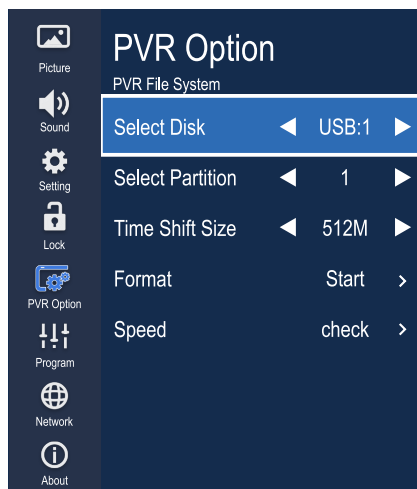 Picture
Sound
Setting
Lock
PVR Option
Program
Network
About
PVR Option
PVR File System
Select Disk USB:1
Select Partition 1
Time Shift Size 512M
Format Start
Speed check